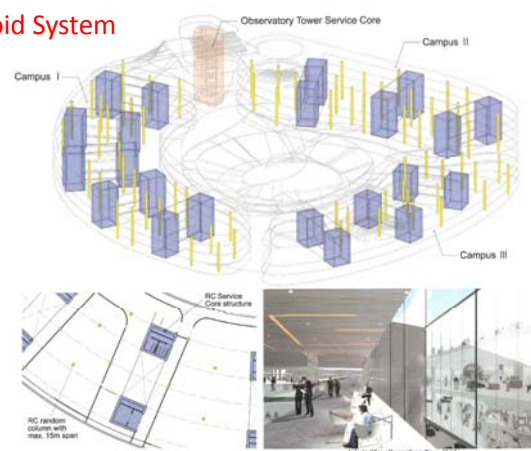 oid System
Observatory Tower Service Core
Campus II
Campus I
Campus III
RC Service
Core structure
RC random
column with
max. 15m span